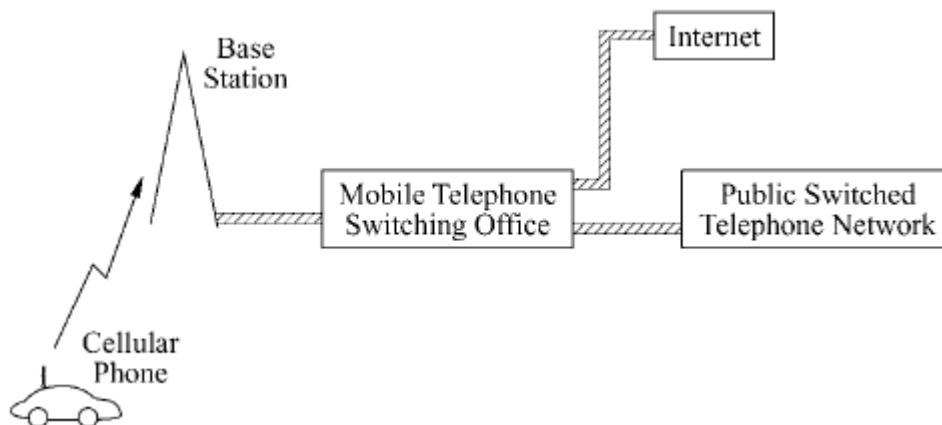 Base
Station
Internet
Mobile Telephone
Switching Office
Public Switched
Telephone Network
Cellular
Phone